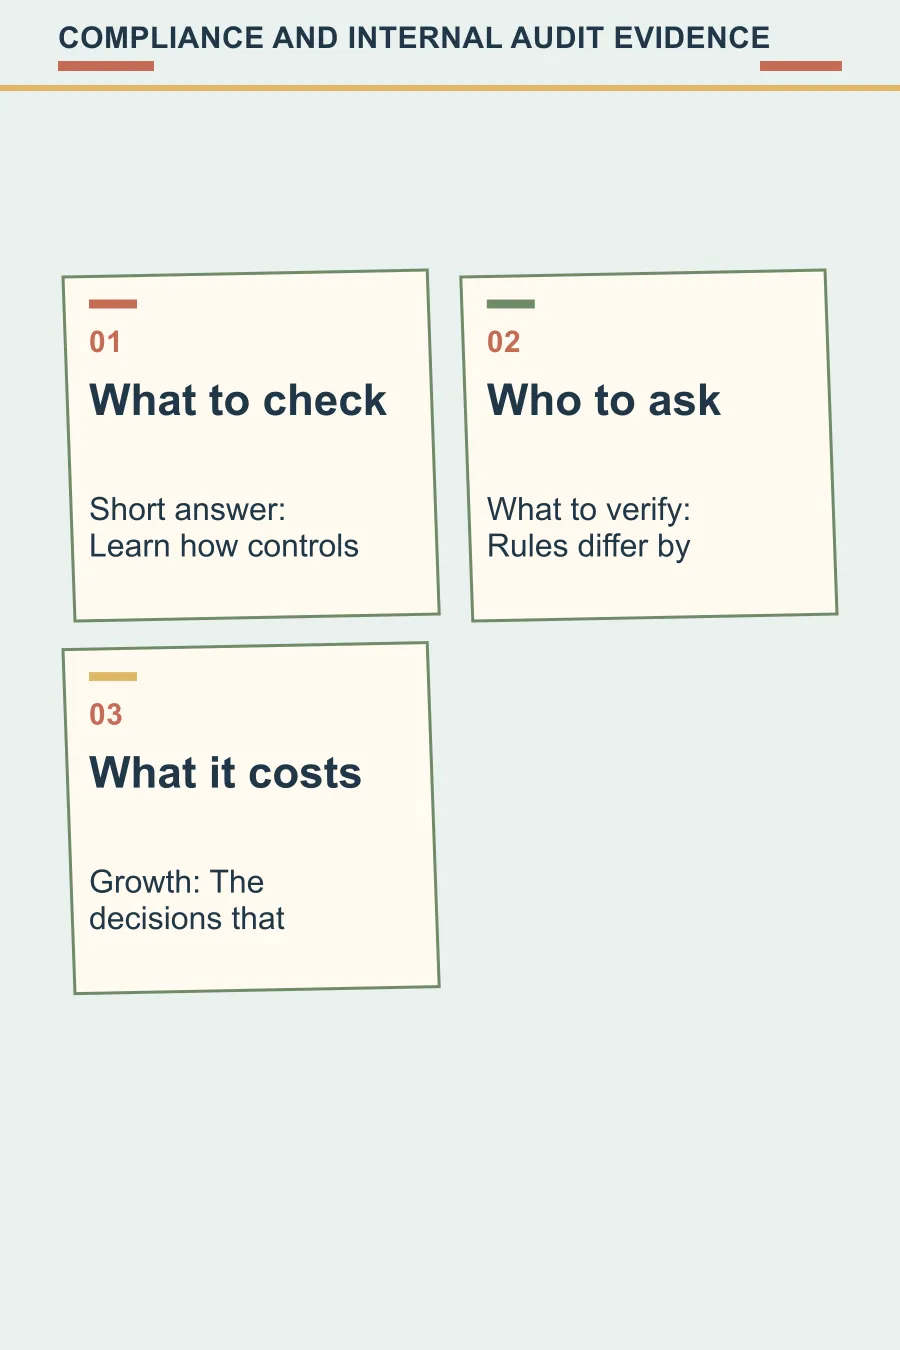 COMPLIANCE AND INTERNAL AUDIT EVIDENCE
01
What to check
Short answer:
Learn how controls
02
Who to ask
What to verify:
Rules differ by
03
What it costs
Growth: The
decisions that